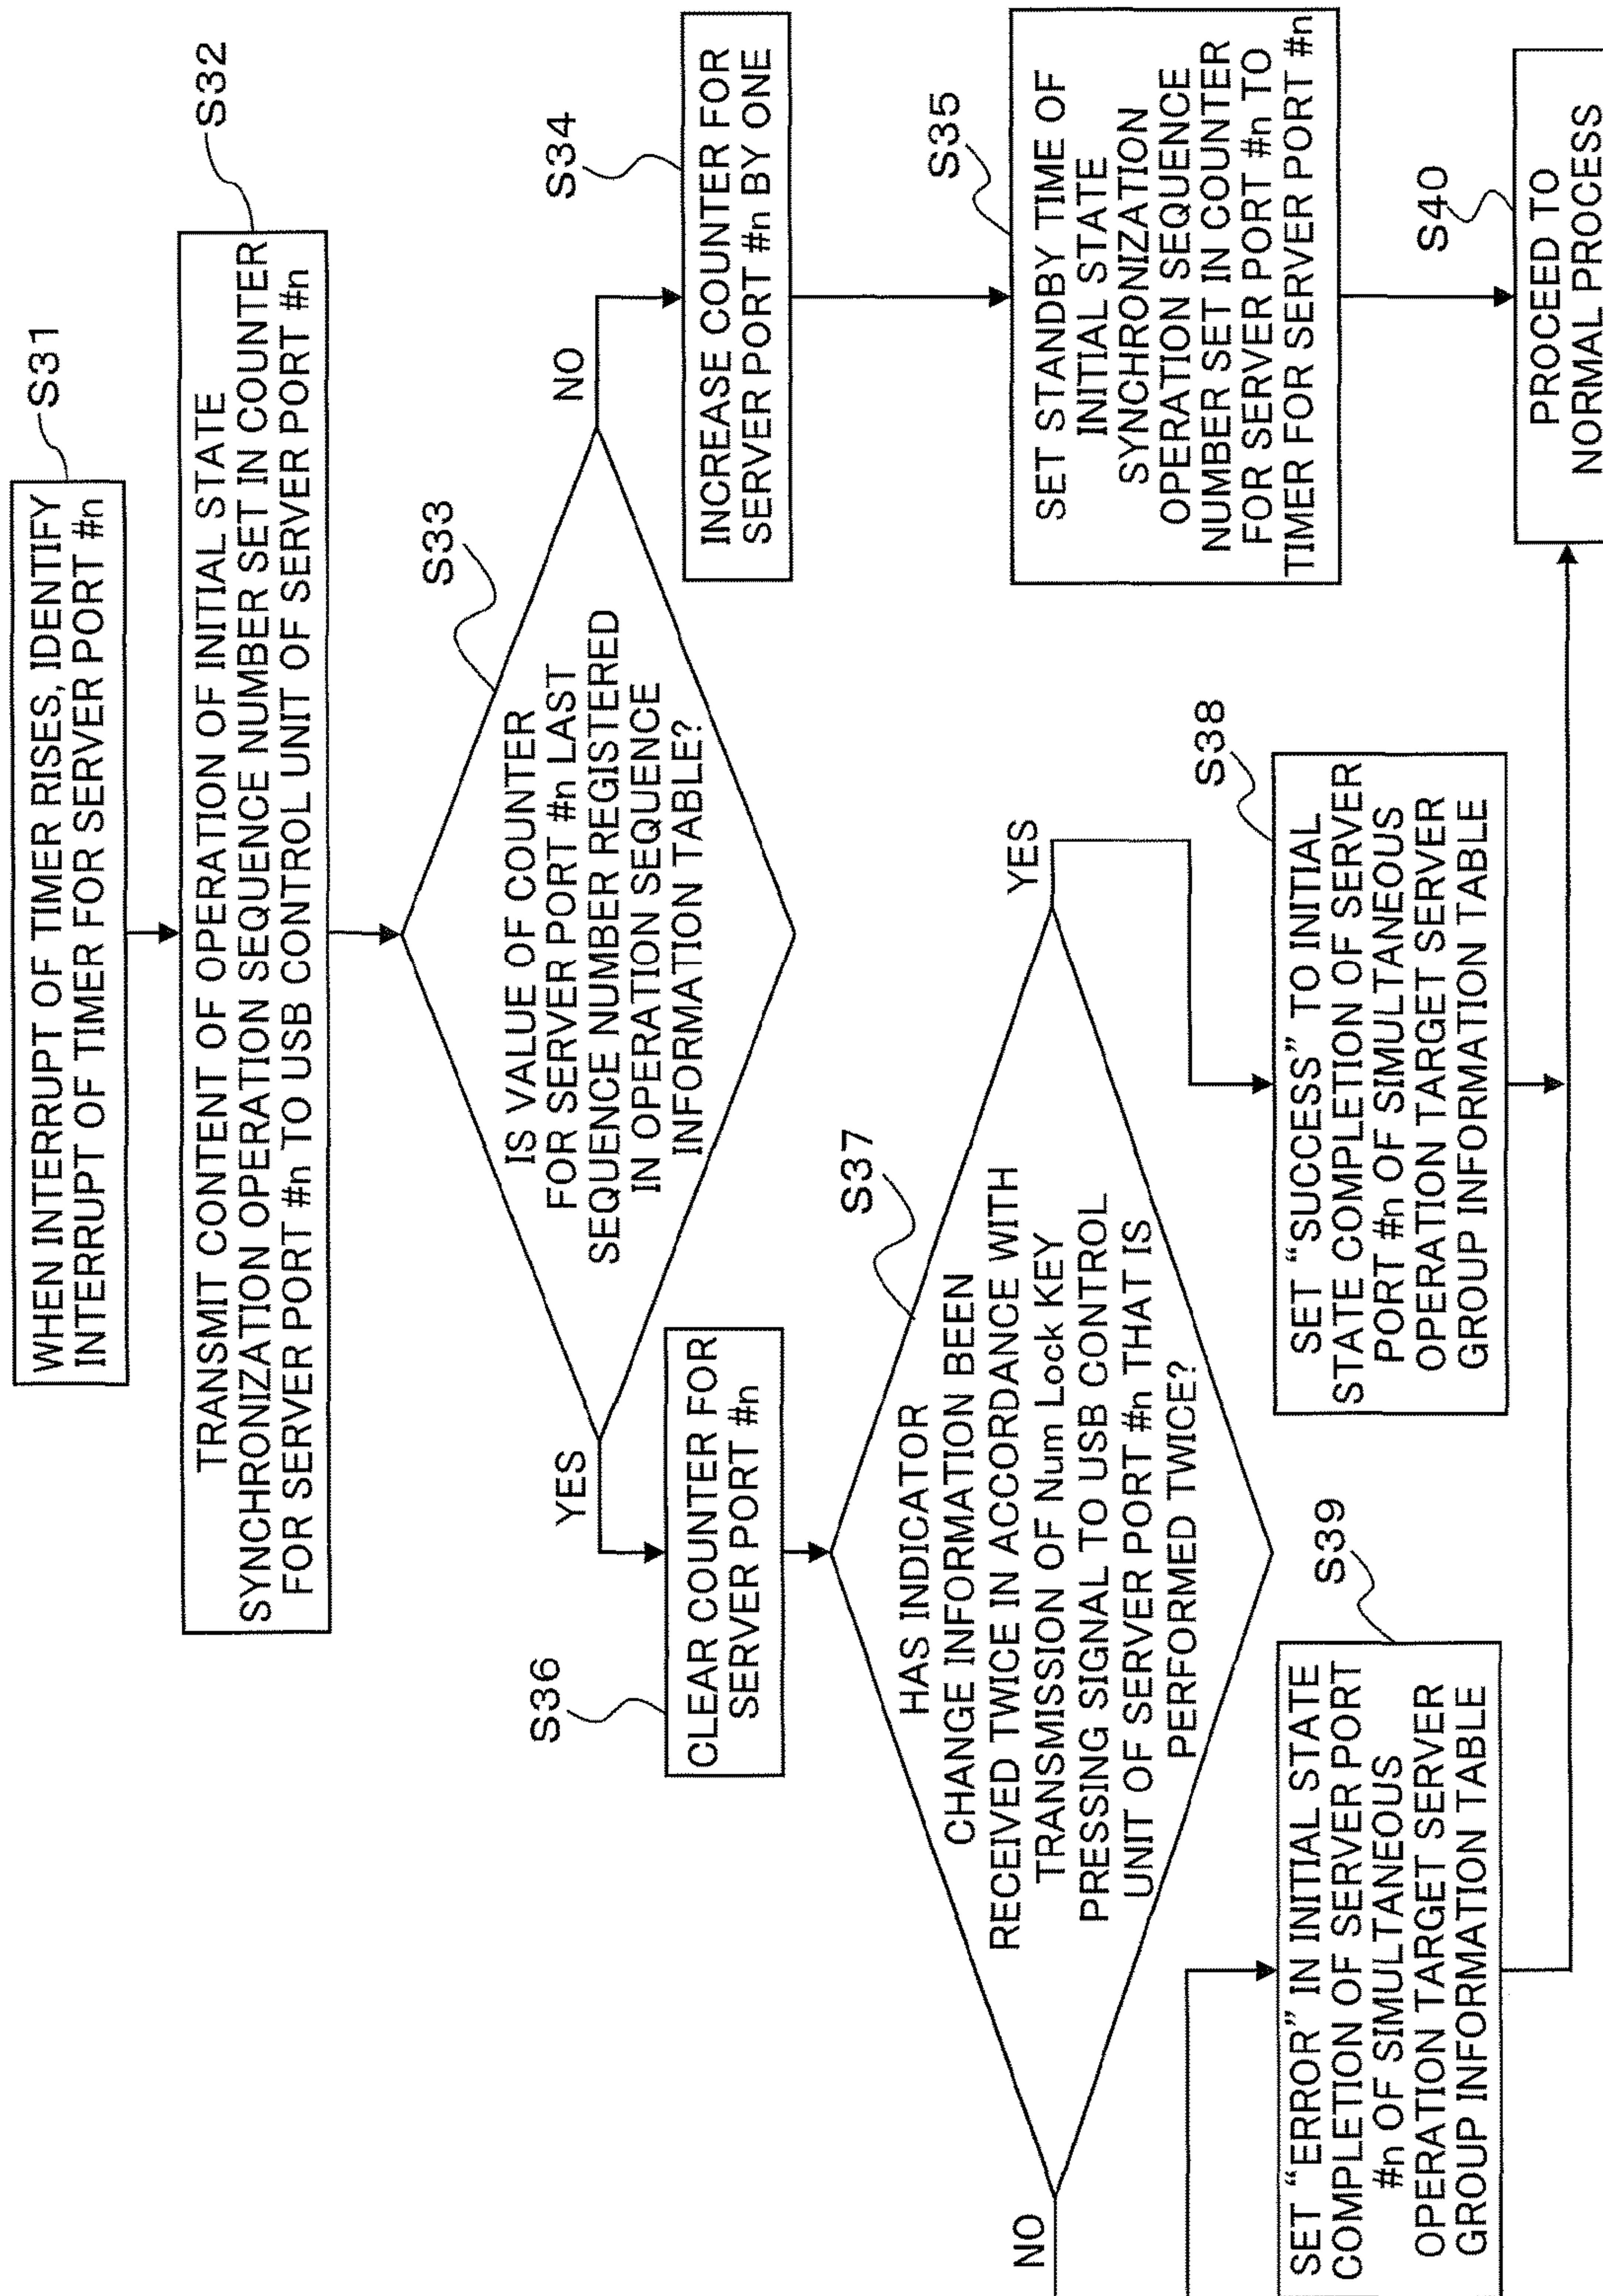 S31
WHEN INTERRUPT OF TIMER RISES, IDENTIFY
INTERRUPT OF TIMER FOR SERVER PORT #n
S32
TRANSMIT CONTENT OF OPERATION OF INITIAL STATE
SYNCHRONIZATION OPERATION SEQUENCE NUMBER SET IN COUNTER
FOR SERVER PORT #n TO USB CONTROL UNIT OF SERVER PORT #n
S33
IS VALUE OF COUNTER
FOR SERVER PORT #n LAST
SEQUENCE NUMBER REGISTERED
IN OPERATION SEQUENCE
INFORMATION TABLE?
YES
NO
S34
INCREASE COUNTER FOR
SERVER PORT #n BY ONE
S35
SET STANDBY TIME OF
INITIAL STATE
SYNCHRONIZATION
OPERATION SEQUENCE
NUMBER SET IN COUNTER
FOR SERVER PORT #n TO
TIMER FOR SERVER PORT #n
S36
CLEAR COUNTER FOR
SERVER PORT #n
S37
HAS INDICATOR
CHANGE INFORMATION BEEN
RECEIVED TWICE IN ACCORDANCE WITH
TRANSMISSION OF Num Lock KEY
PRESSING SIGNAL TO USB CONTROL
UNIT OF SERVER PORT #n THAT IS
PERFORMED TWICE?
NO
YES
S38
SET “SUCCESS” TO INITIAL
STATE COMPLETION OF SERVER
PORT #n OF SIMULTANEOUS
OPERATION TARGET SERVER
GROUP INFORMATION TABLE
S39
SET “ERROR” IN INITIAL STATE
COMPLETION OF SERVER PORT
#n OF SIMULTANEOUS
OPERATION TARGET SERVER
GROUP INFORMATION TABLE
S40
PROCEED TO
NORMAL PROCESS